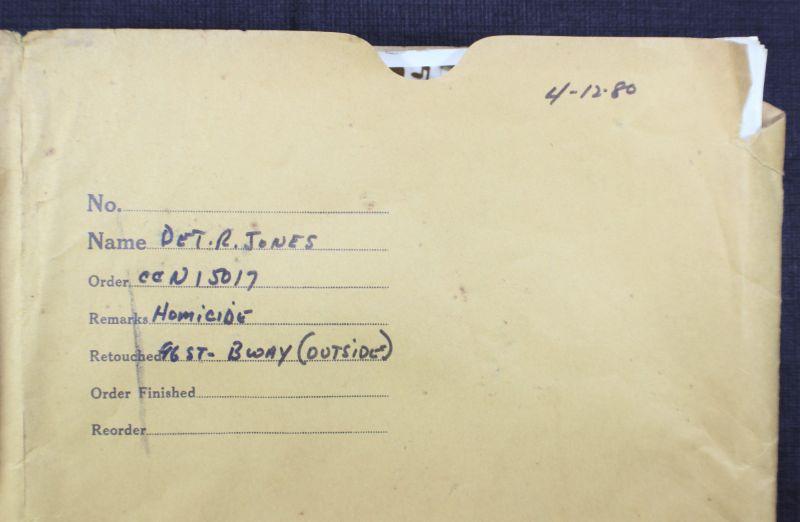 4-12-80
No.
Name DET. R. JONES
Order CCN 15017
Remarks HOMICIDE
Retouched 96 ST- BWAY (OUTSIDE)
Order Finished
Reorder